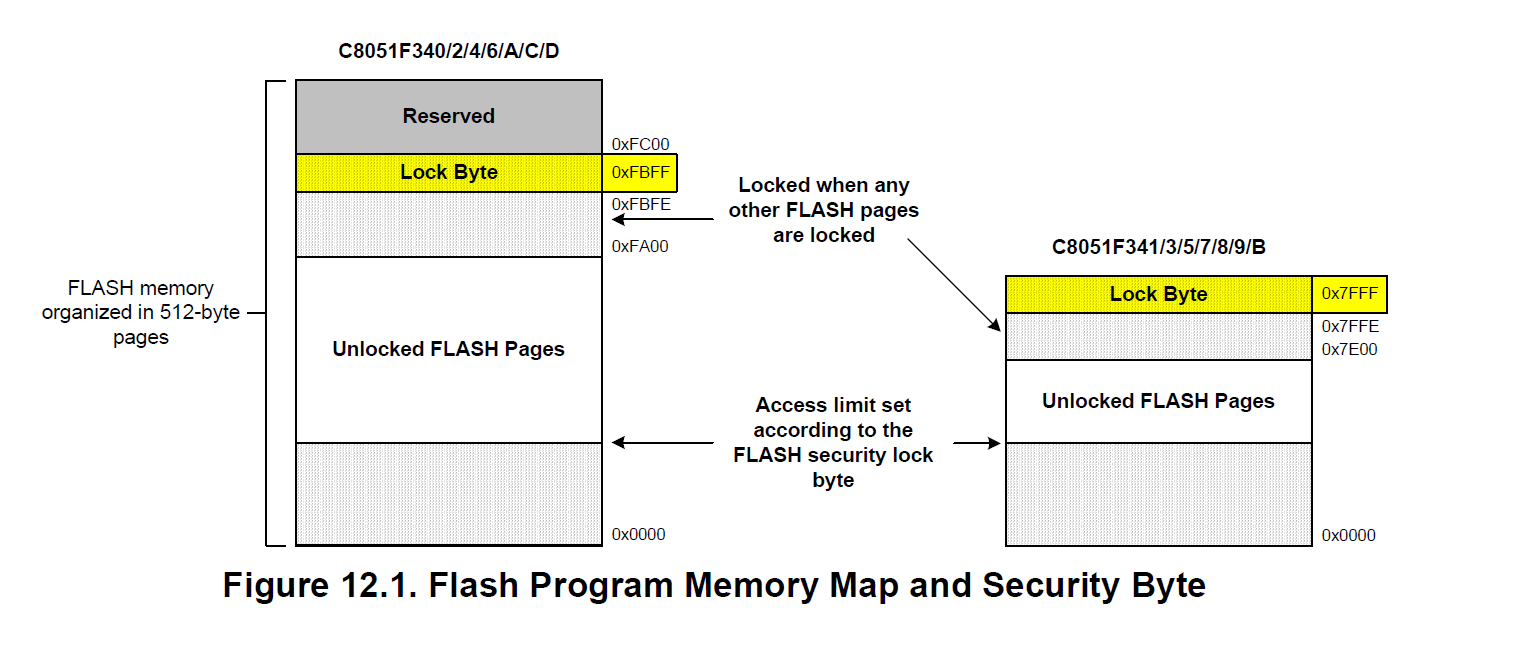 C8051F340/2/4/6/A/C/D
Reserved
0xFC00
Lock Byte
0xFBFF
0xFBFE
0xFA00
FLASH memory
organized in 512-byte
pages
Unlocked FLASH Pages
0x0000
Locked when any
other FLASH pages
are locked
Access limit set
according to the
FLASH security lock
byte
C8051F341/3/5/7/8/9/B
Lock Byte
0x7FFF
0x7FFE
0x7E00
Unlocked FLASH Pages
0x0000
Figure 12.1. Flash Program Memory Map and Security Byte